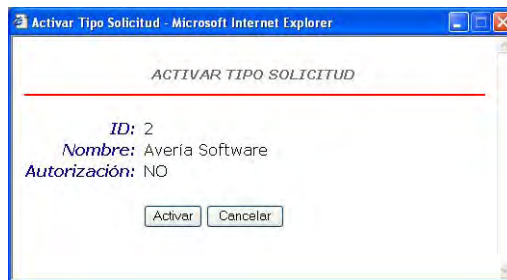 Activar Tipo Solicitud - Microsoft Internet Explorer
ACTIVAR TIPO SOLICITUD
ID: 2
Nombre: Avería Software
Autorización: NO
Activar Cancelar